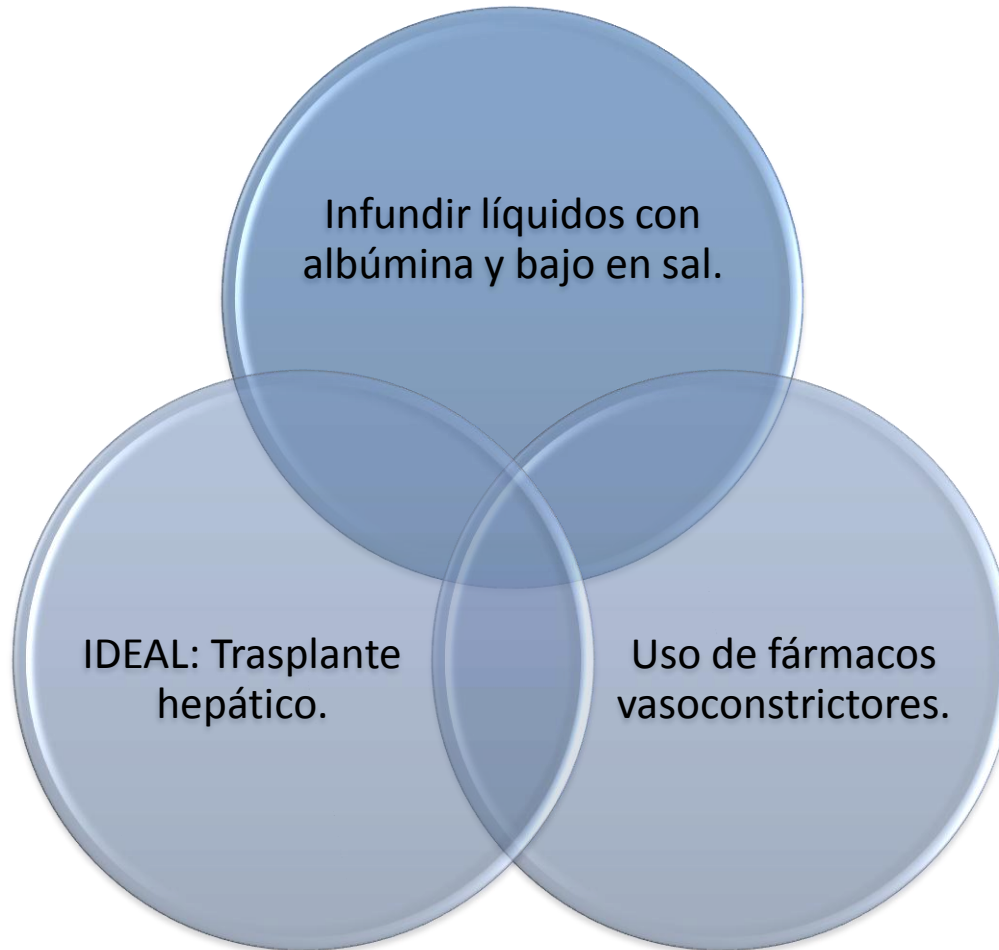 Infundir líquidos con
albúmina y bajo en sal.
IDEAL: Trasplante
hepático.
Uso de fármacos
vasoconstrictores.